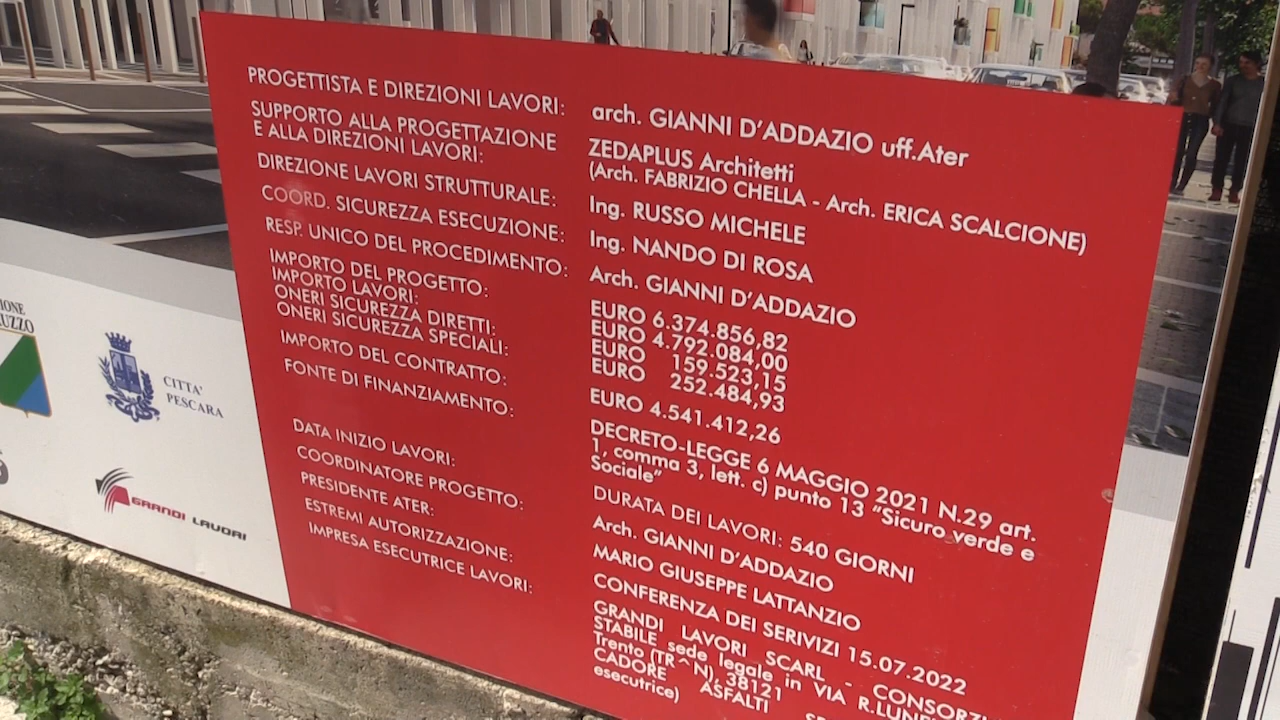 PROGETTISTA E DIREZIONI LAVORI: arch. GIANNI D'ADDAZIO uff.Ater
SUPPORTO ALLA PROGETTAZIONE
E ALLA DIREZIONI LAVORI: ZEDAPLUS Architetti
(Arch. FABRIZIO CHELLA - Arch. ERICA SCALCIONE)
DIREZIONE LAVORI STRUTTURALE: Ing. RUSSO MICHELE
COORD. SICUREZZA ESECUZIONE: Ing. NANDO DI ROSA
RESP. UNICO DEL PROCEDIMENTO: Arch. GIANNI D'ADDAZIO
IMPORTO DEL PROGETTO: EURO 6.374.856,82
IMPORTO LAVORI: EURO 4.792.084,00
ONERI SICUREZZA DIRETTI: EURO 159.523,15
ONERI SICUREZZA SPECIALI: EURO 252.484,93
IMPORTO DEL CONTRATTO: EURO 4.541.412,26
FONTE DI FINANZIAMENTO: DECRETO-LEGGE 6 MAGGIO 2021 N.29 art.
1, comma 3, lett. c) punto 13 "Sicuro verde e
Sociale"
DATA INIZIO LAVORI: DURATA DEI LAVORI: 540 GIORNI
COORDINATORE PROGETTO: Arch. GIANNI D'ADDAZIO
PRESIDENTE ATER: MARIO GIUSEPPE LATTANZIO
ESTREMI AUTORIZZAZIONE: CONFERENZA DEI SERIVIZI 15.07.2022
IMPRESA ESECUTRICE LAVORI: GRANDI LAVORI SCARL - CONSORZI
STABILE sede legale in VIA R.LUNE
Trento (TR^N), 38121
CADORE ASFALTI
esecutrice)
CITTA'
PESCARA
GRANDI LAVORI